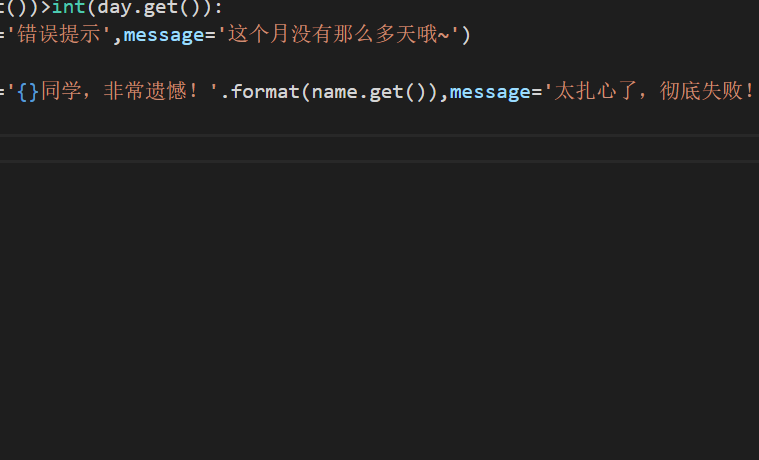 t())>int(day.get()):
='错误提示',message='这个月没有那么多天哦~')
='{}同学，非常遗憾！'.format(name.get()),message='太扎心了，彻底失败！